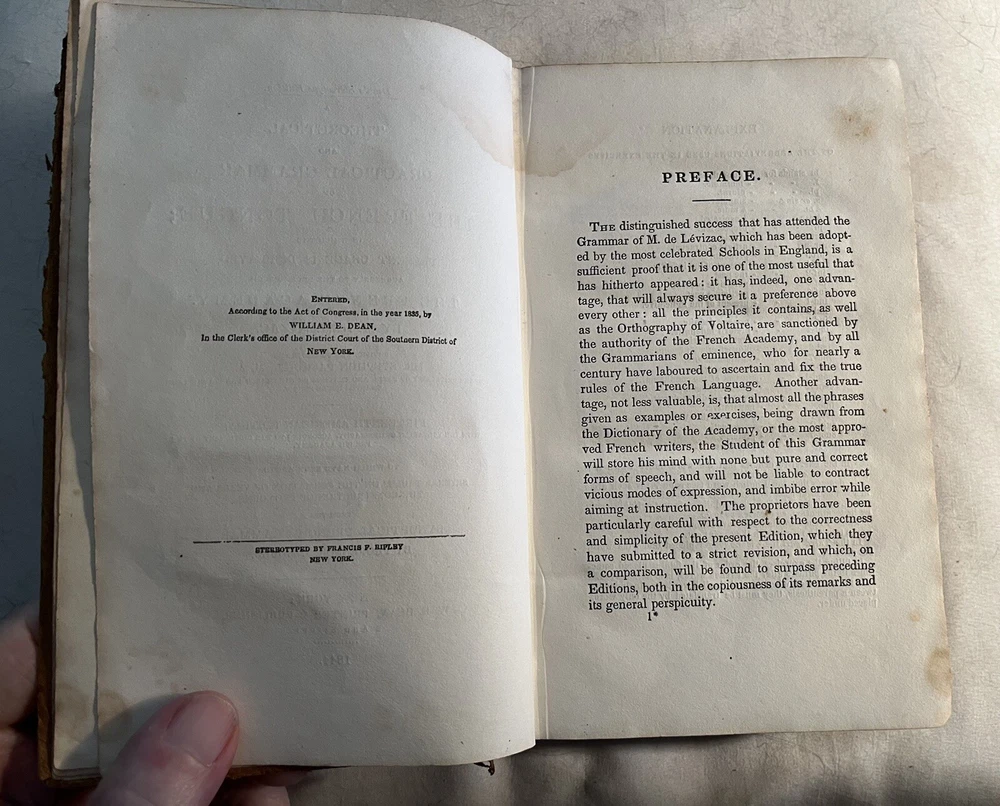 ENTERED,
According to the Act of Congress, in the year 1835, by
WILLIAM E. DEAN,
In the Clerk's office of the District Court of the Soutnern District of
NEW YORK.
STEREOTYPED BY FRANCIS F. RIPLEY
NEW YORK.
PREFACE.
THE distinguished success that has attended the
Grammar of M. de Lévizac, which has been adopt-
ed by the most celebrated Schools in England, is a
sufficient proof that it is one of the most useful that
has hitherto appeared: it has, indeed, one advan-
tage, that will always secure it a preference above
every other: all the principles it contains, as well
as the Orthography of Voltaire, are sanctioned by
the authority of the French Academy, and by all
the Grammarians of eminence, who for nearly a
century have laboured to ascertain and fix the true
rules of the French Language. Another advan-
tage, not less valuable, is, that almost all the phrases
given as examples or exercises, being drawn from
the Dictionary of the Academy, or the most appro-
ved French writers, the Student of this Grammar
will store his mind with none but pure and correct
forms of speech, and will not be liable to contract
vicious modes of expression, and imbibe error while
aiming at instruction. The proprietors have been
particularly careful with respect to the correctness
and simplicity of the present Edition, which they
have submitted to a strict revision, and which, on
a comparison, will be found to surpass preceding
Editions, both in the copiousness of its remarks and
its general perspicuity.
1*